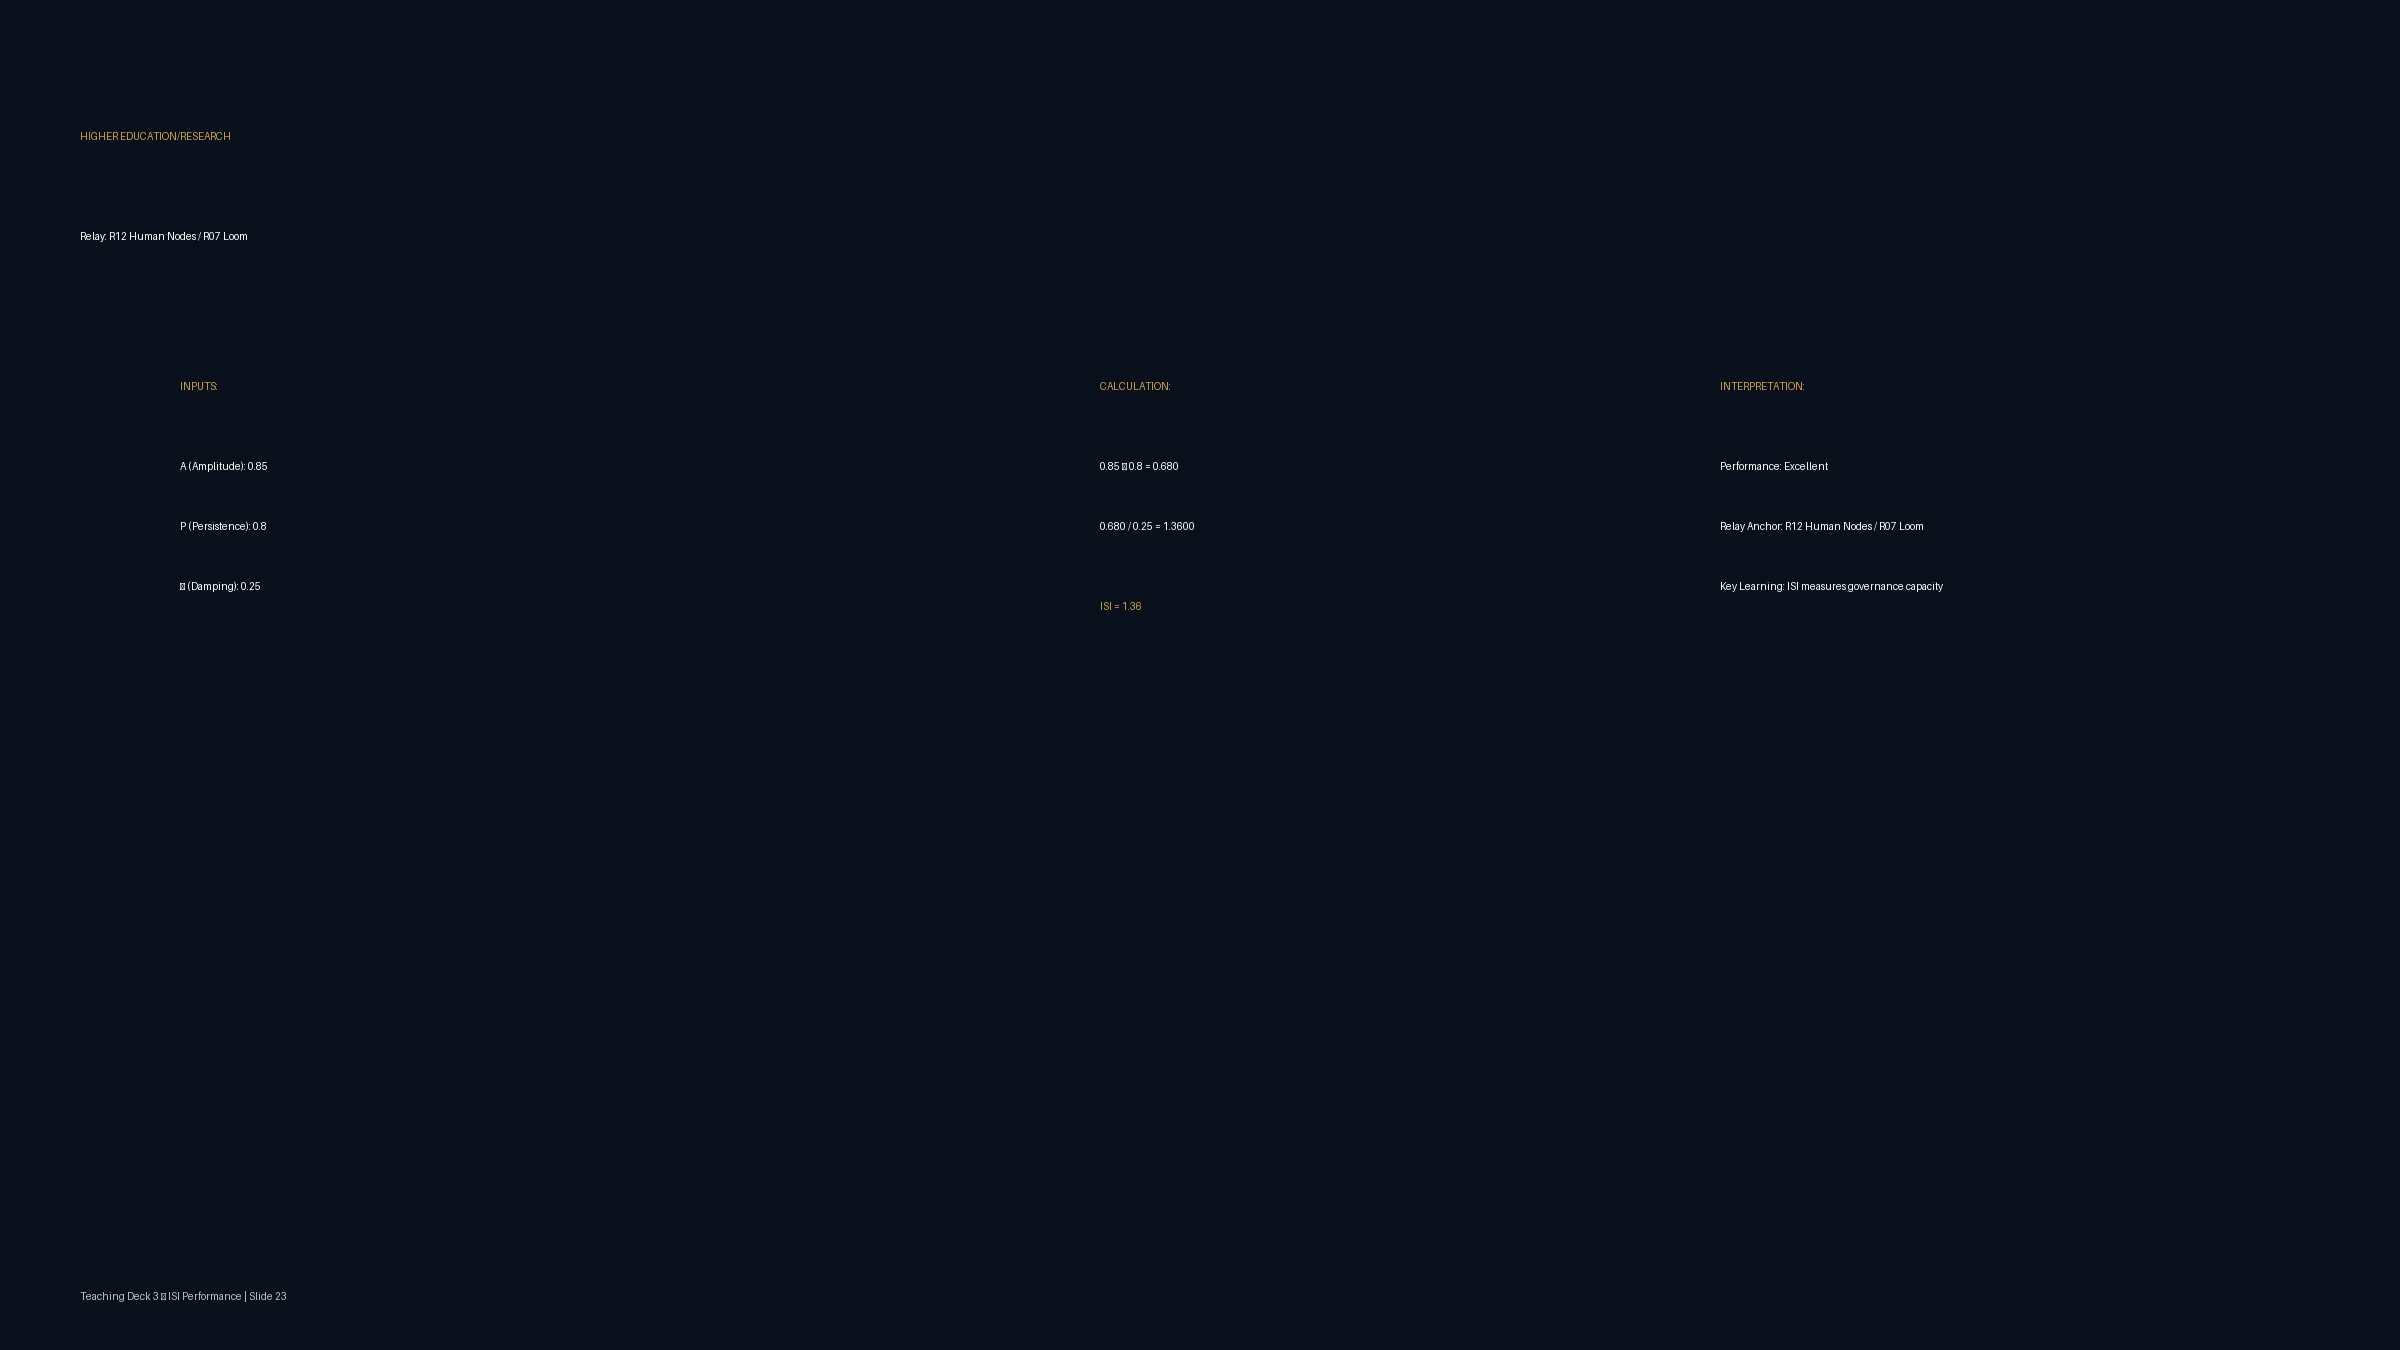 HIGHER EDUCATION/RESEARCH
Relay: R12 Human Nodes / R07 Loom
INPUTS:
A (Amplitude): 0.85
P (Persistence): 0.8
(Damping): 0.25
CALCULATION:
0.85 0.8 = 0.680
0.680 / 0.25 = 1.3600
ISI = 1.36
INTERPRETATION:
Performance: Excellent
Relay Anchor: R12 Human Nodes / R07 Loom
Key Learning: ISI measures governance capacity
Teaching Deck 3 ISI Performance | Slide 23